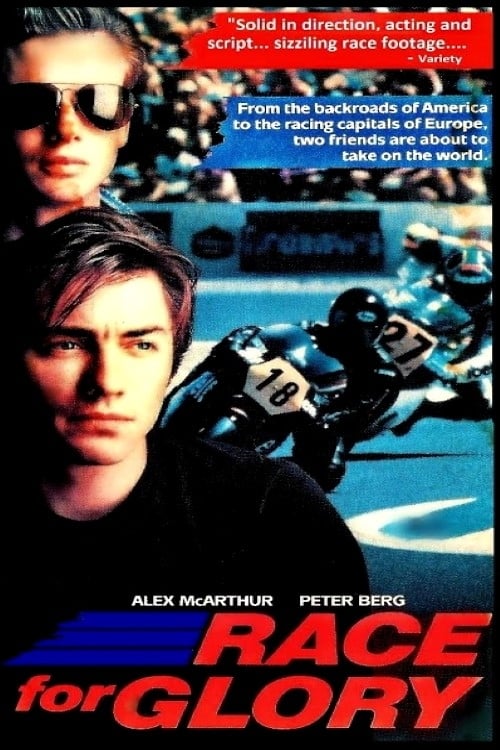 "Solid in direction, acting and
script... sizziling race footage....
- Variety
From the backroads of America
to the racing capitals of Europe,
two friends are about to
take on the world.
18
27
ALEX McARTHUR PETER BERG
RACE
for GLORY